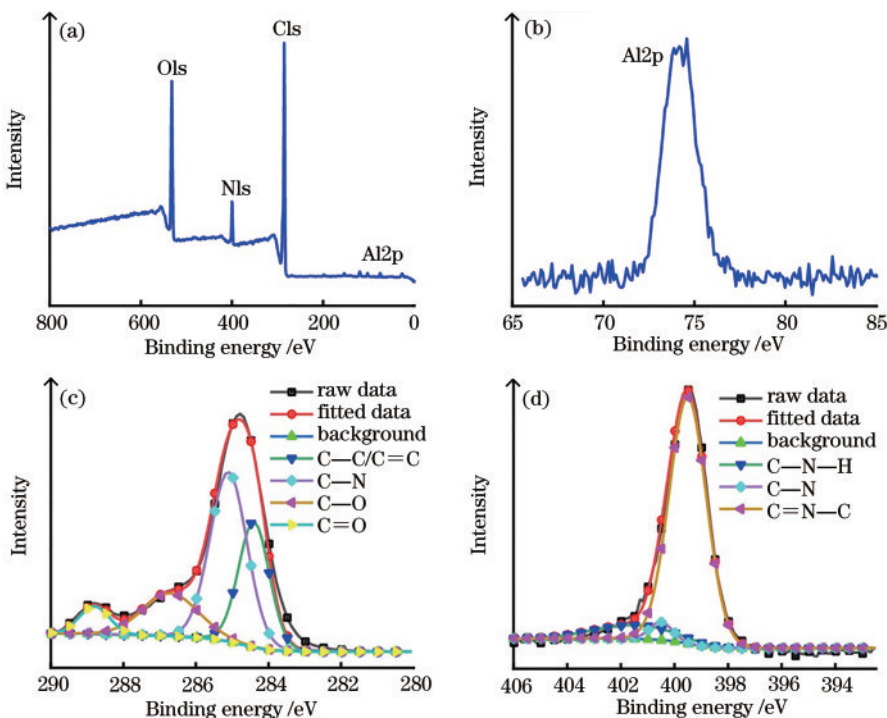 (a)
Cls
Ols
Nls
Al2p
Intensity
800 600 400 200 0
Binding energy /eV
(b)
Al2p
Intensity
65 70 75 80 85
Binding energy /eV
(c)
raw data
fitted data
background
C—C/C=C
C—N
C—O
C=O
Intensity
290 288 286 284 282 280
Binding energy /eV
(d)
raw data
fitted data
background
C—N—H
C—N
C=N—C
Intensity
406 404 402 400 398 396 394
Binding energy /eV